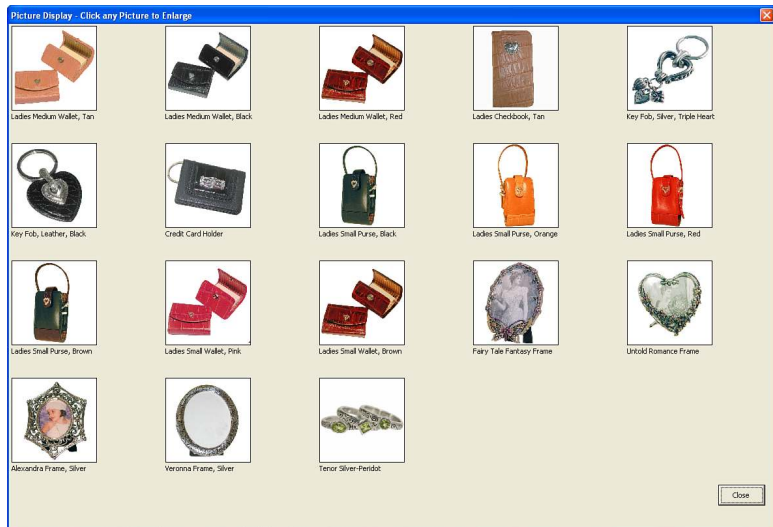 Picture Display - Click any Picture to Enlarge
Ladies Medium Wallet, Tan
Ladies Medium Wallet, Black
Ladies Medium Wallet, Red
Ladies Checkbook, Tan
Key Fob, Silver, Triple Heart
Key Fob, Leather, Black
Credit Card Holder
Ladies Small Purse, Black
Ladies Small Purse, Orange
Ladies Small Purse, Red
Ladies Small Purse, Brown
Ladies Small Wallet, Pink
Ladies Small Wallet, Brown
Fairy Tale Fantasy Frame
Untold Romance Frame
Alexandra Frame, Silver
Veronna Frame, Silver
Tenor Silver-Peridot
Close